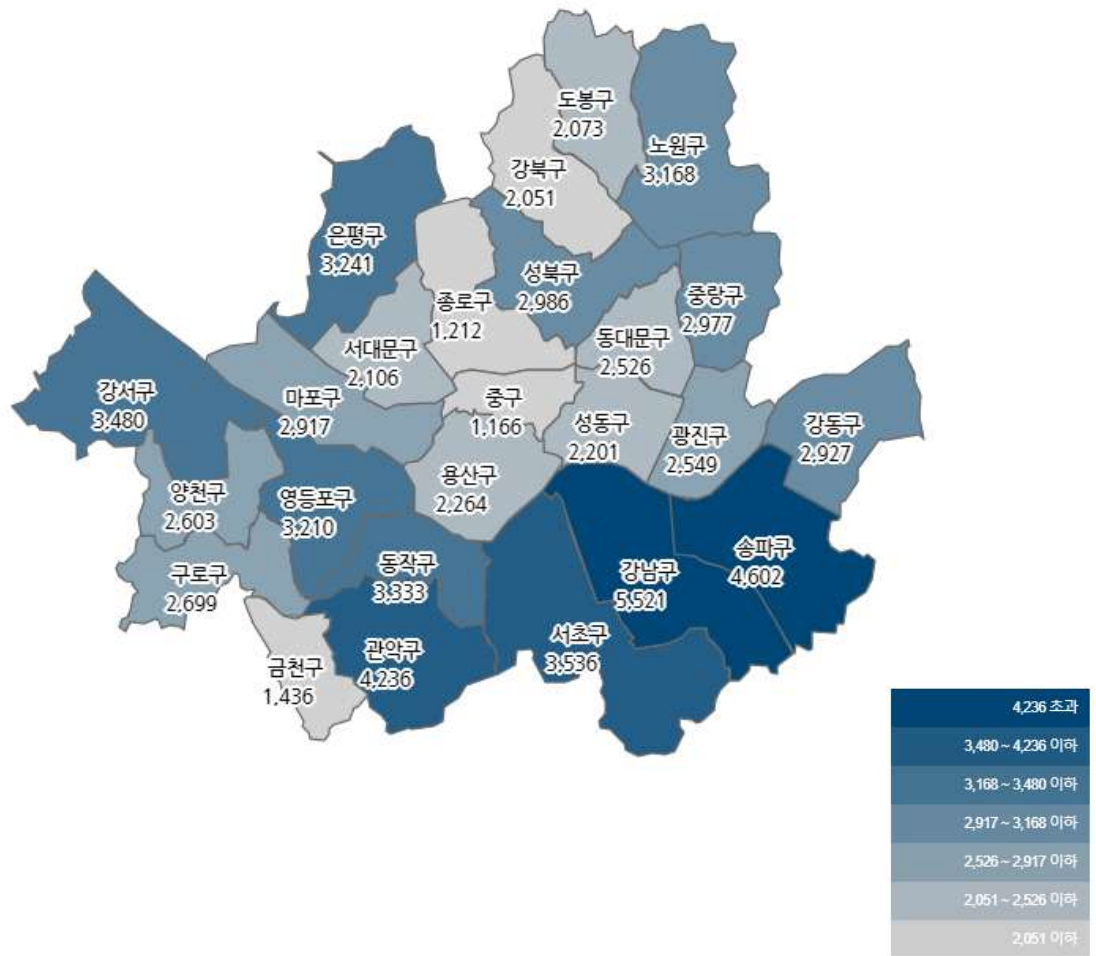 도봉구
2,073
노원구
3,168
강북구
2,051
은평구
3,241
성북구
2,986
중랑구
2,977
종로구
1,212
동대문구
2,526
서대문구
2,106
강서구
3,480
마포구
2,917
중구
1,166
성동구
2,201
광진구
2,549
강동구
2,927
양천구
2,603
영등포구
3,210
용산구
2,264
구로구
2,699
동작구
3,333
강남구
5,521
송파구
4,602
금천구
1,436
관악구
4,236
서초구
3,536
4,236 초과
3,480 ~ 4,236 이하
3,168 ~ 3,480 이하
2,917 ~ 3,168 이하
2,526 ~ 2,917 이하
2,051 ~ 2,526 이하
2,051 이하